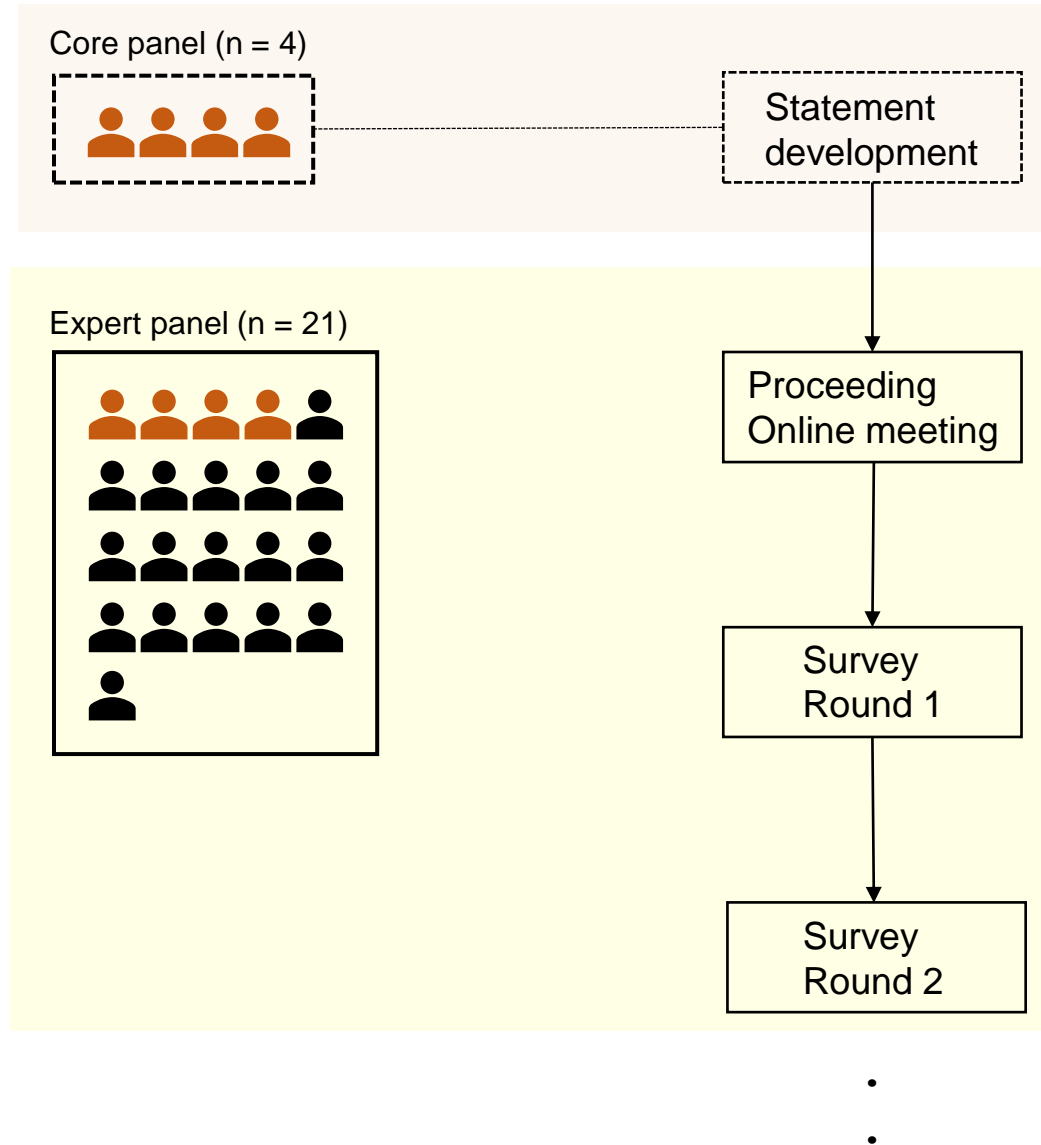 Core panel (n = 4)
Statement
development
Expert panel (n = 21)
Proceeding
Online meeting
Survey
Round 1
Survey
Round 2